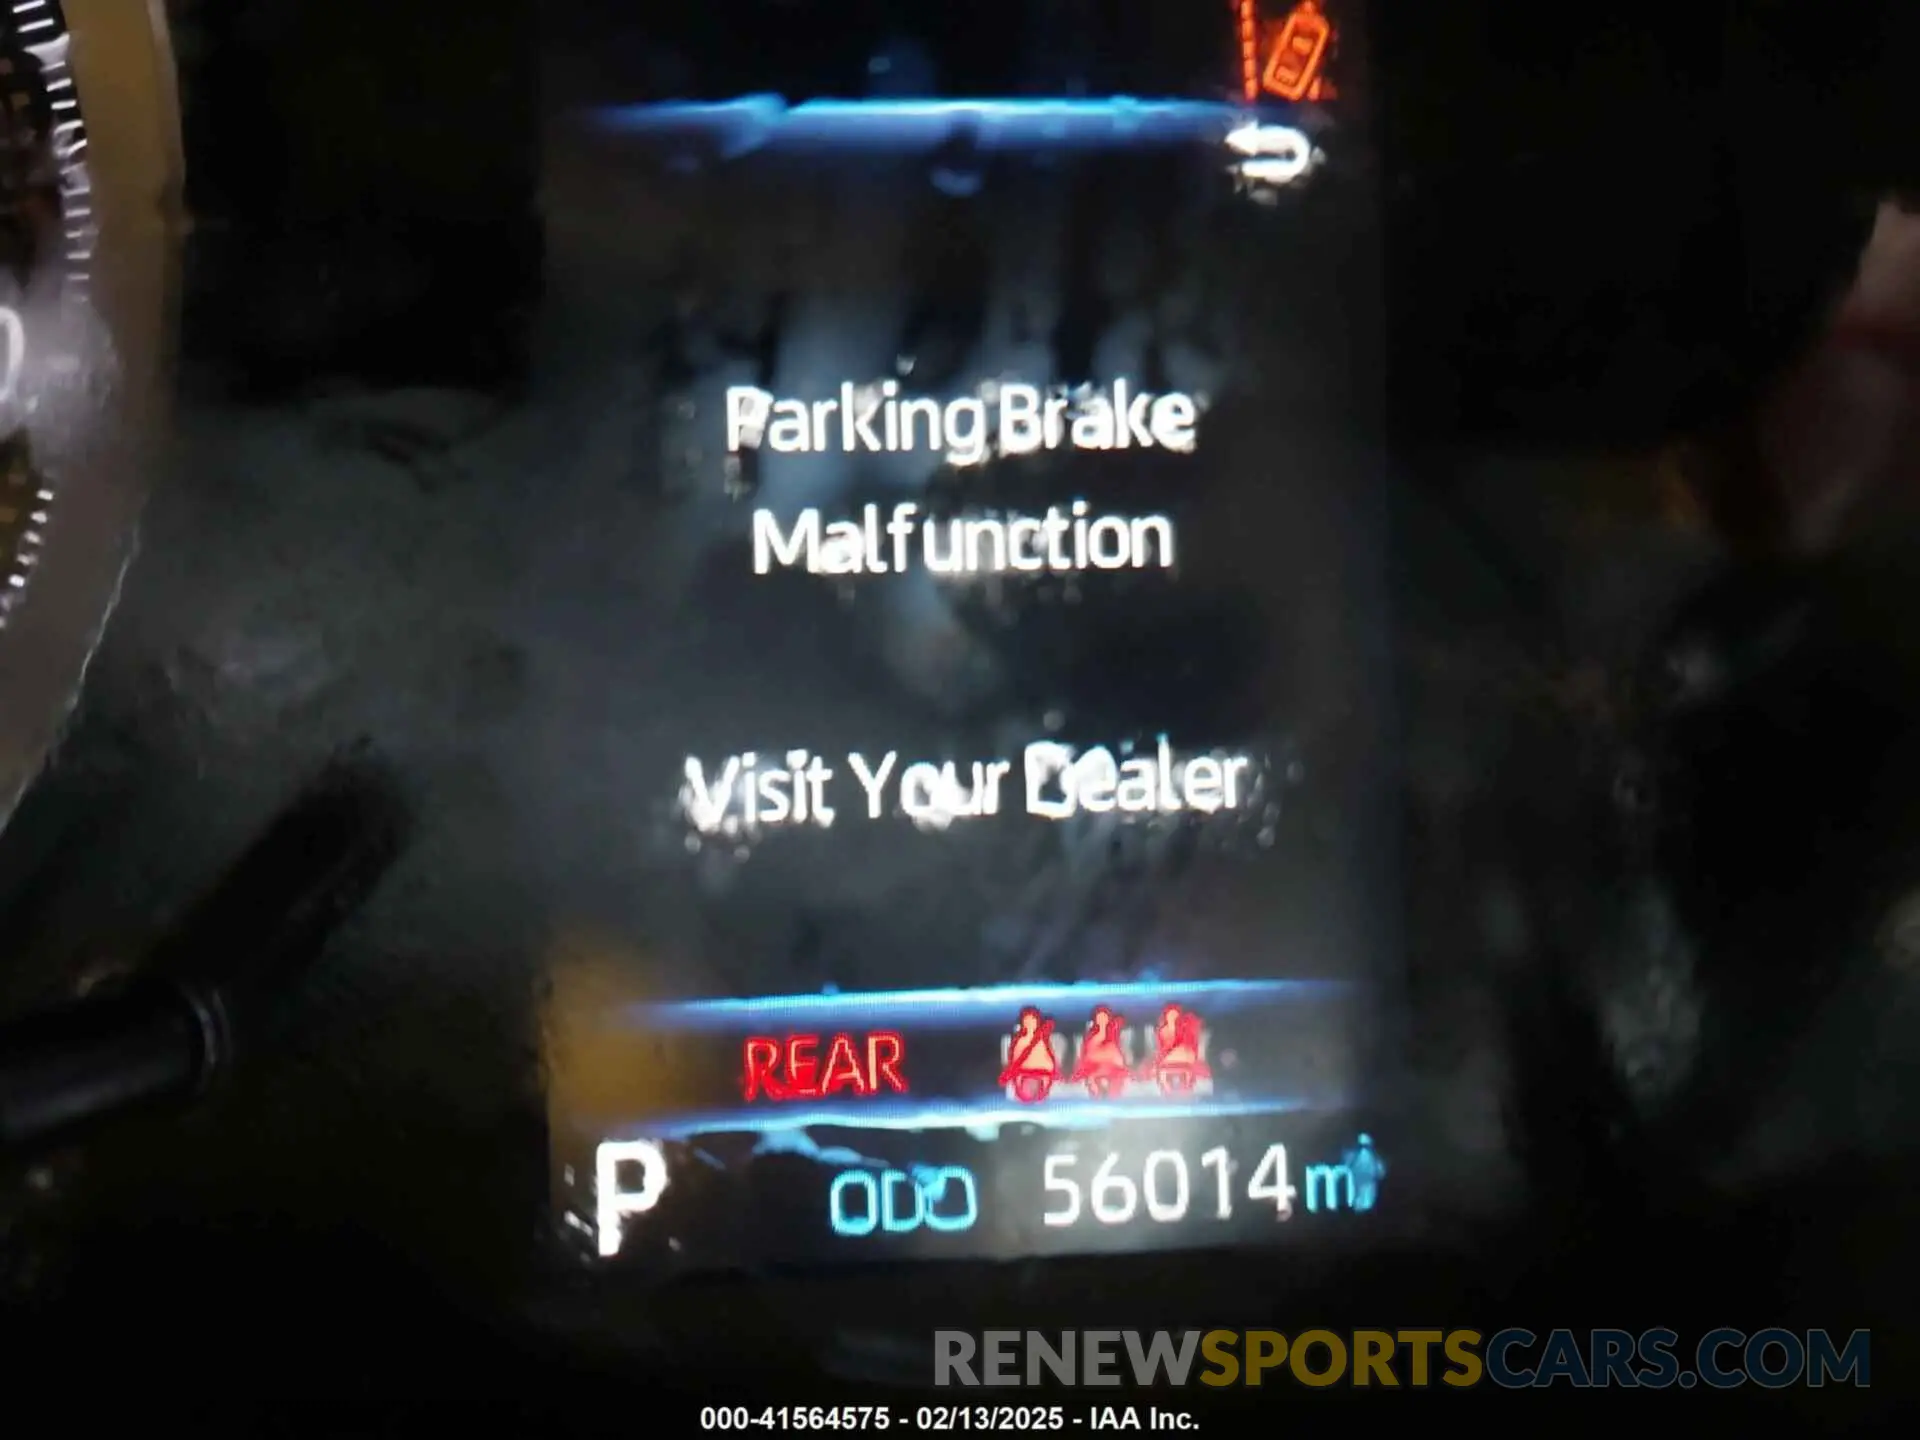 Parking Brake
Malfunction
Visit Your Dealer
REAR
P ODO 56014 mi
RENEWSPORTSCARS.COM
000-41564575 - 02/13/2025 - IAA Inc.